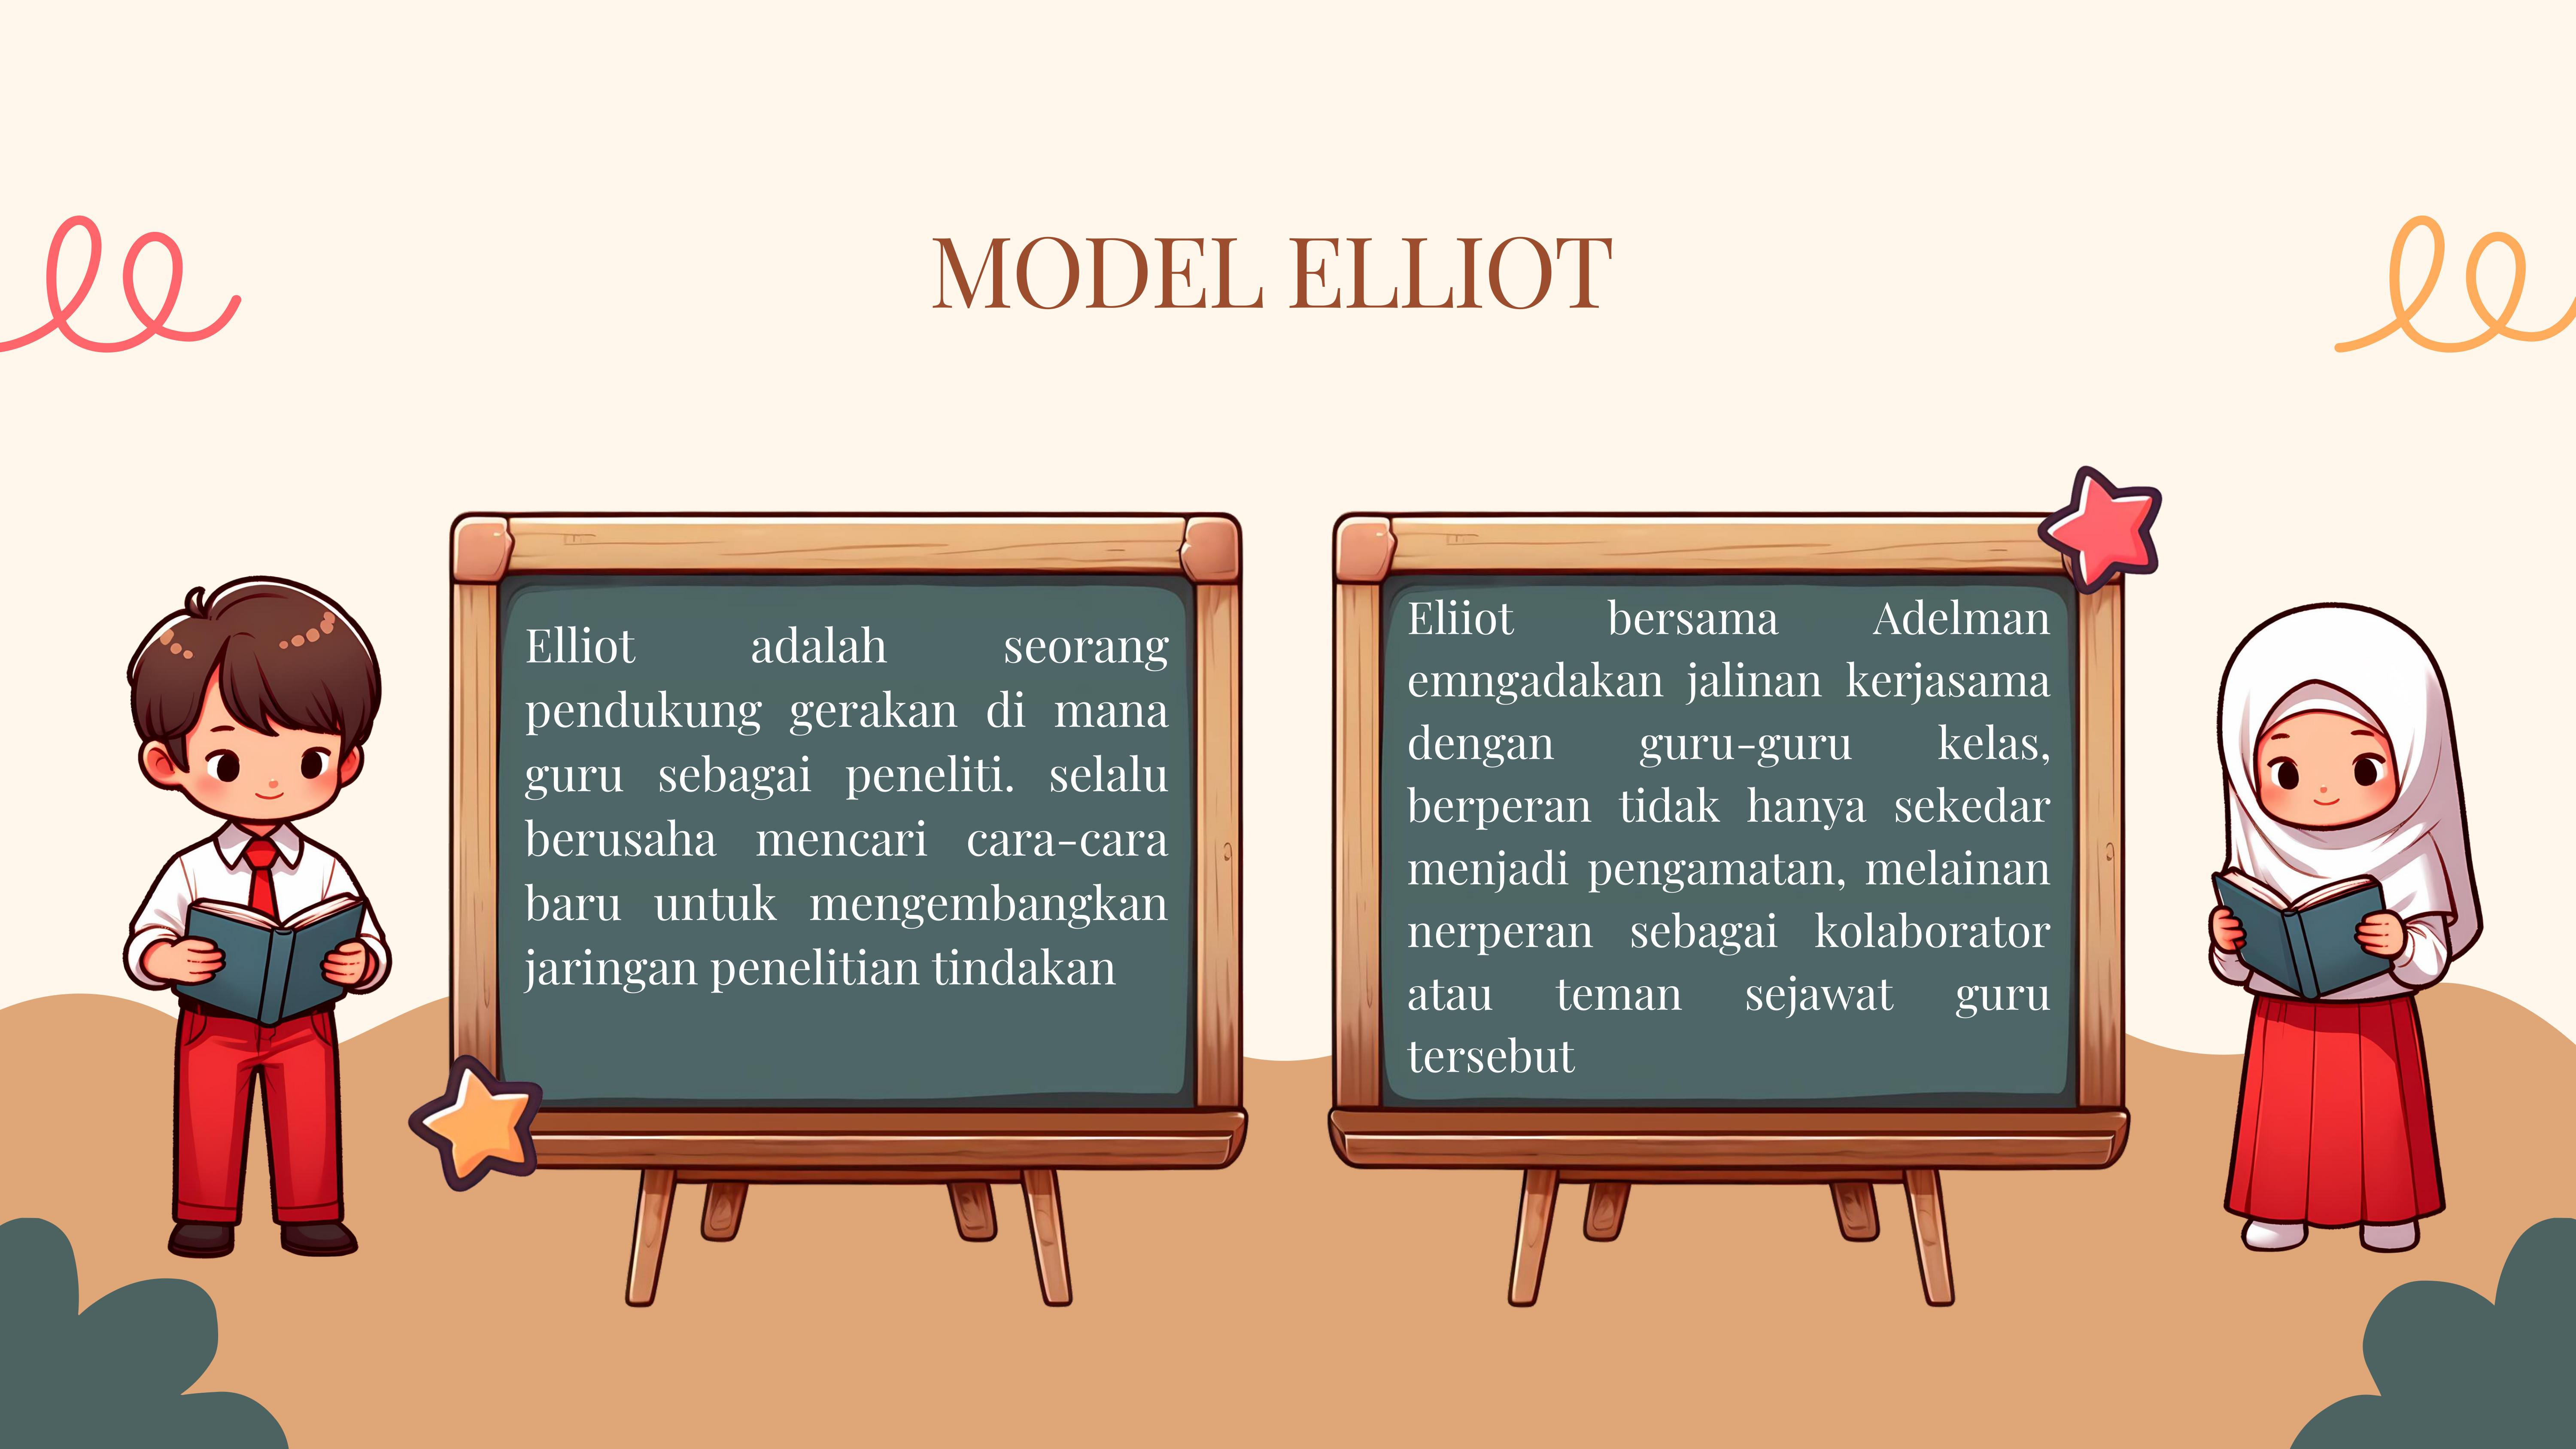 MODEL ELLIOT
Elliot adalah seorang
pendukung gerakan di mana
guru sebagai peneliti. selalu
berusaha mencari cara-cara
baru untuk mengembangkan
jaringan penelitian tindakan
Eliiot bersama Adelman
emngadakan jalinan kerjasama
dengan guru-guru kelas,
berperan tidak hanya sekedar
menjadi pengamatan, melainan
nerperan sebagai kolaborator
atau teman sejawat guru
tersebut